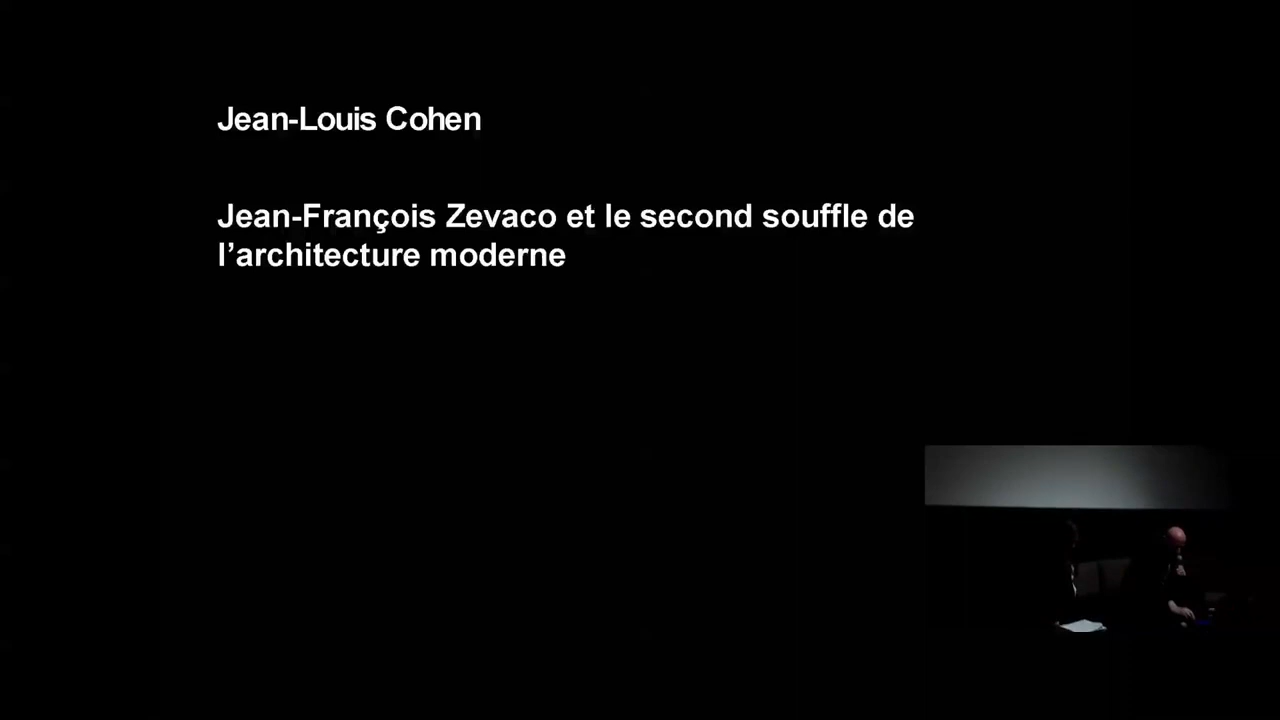 Jean-Louis Cohen
Jean-François Zevaco et le second souffle de
l’architecture moderne